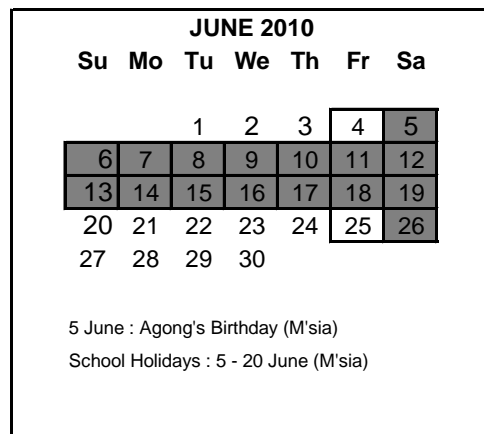 JUNE 2010
Su Mo Tu We Th Fr Sa
1 2 3 4 5
6 7 8 9 10 11 12
13 14 15 16 17 18 19
20 21 22 23 24 25 26
27 28 29 30
5 June : Agong's Birthday (M'sia)
School Holidays : 5 - 20 June (M'sia)